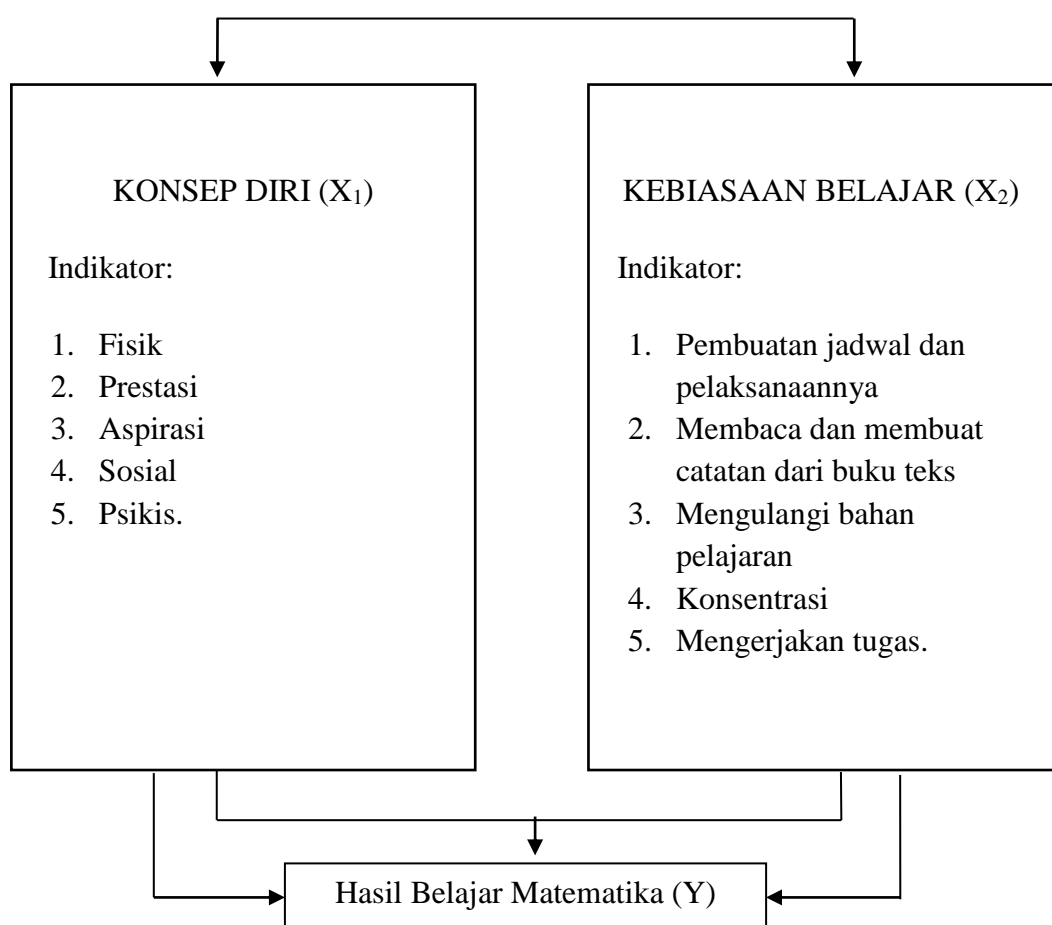 KONSEP DIRI (X₁)
Indikator:
1. Fisik
2. Prestasi
3. Aspirasi
4. Sosial
5. Psikis.
KEBIASAAN BELAJAR (X₂)
Indikator:
1. Pembuatan jadwal dan
pelaksanaannya
2. Membaca dan membuat
catatan dari buku teks
3. Mengulangi bahan
pelajaran
4. Konsentrasi
5. Mengerjakan tugas.
Hasil Belajar Matematika (Y)